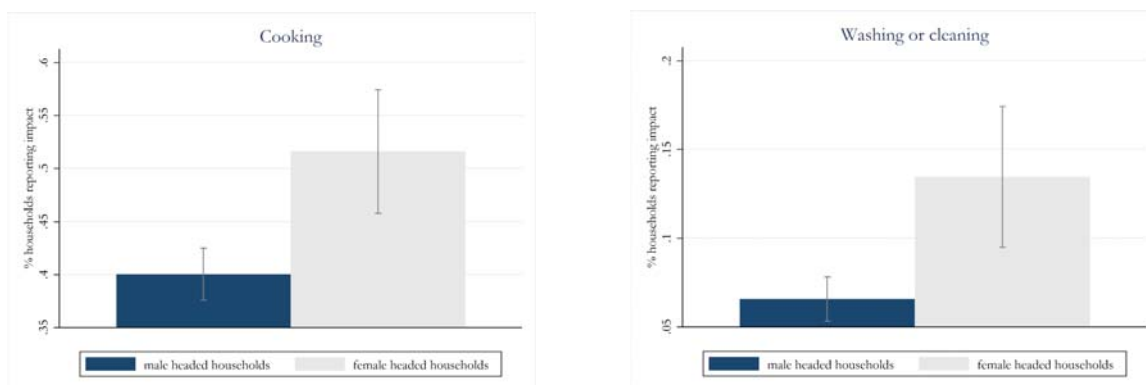 Cooking
% households reporting impact
.6
.55
.5
.45
.4
.35
male headed households
female headed households
Washing or cleaning
% households reporting impact
.2
.15
.1
.05
male headed households
female headed households